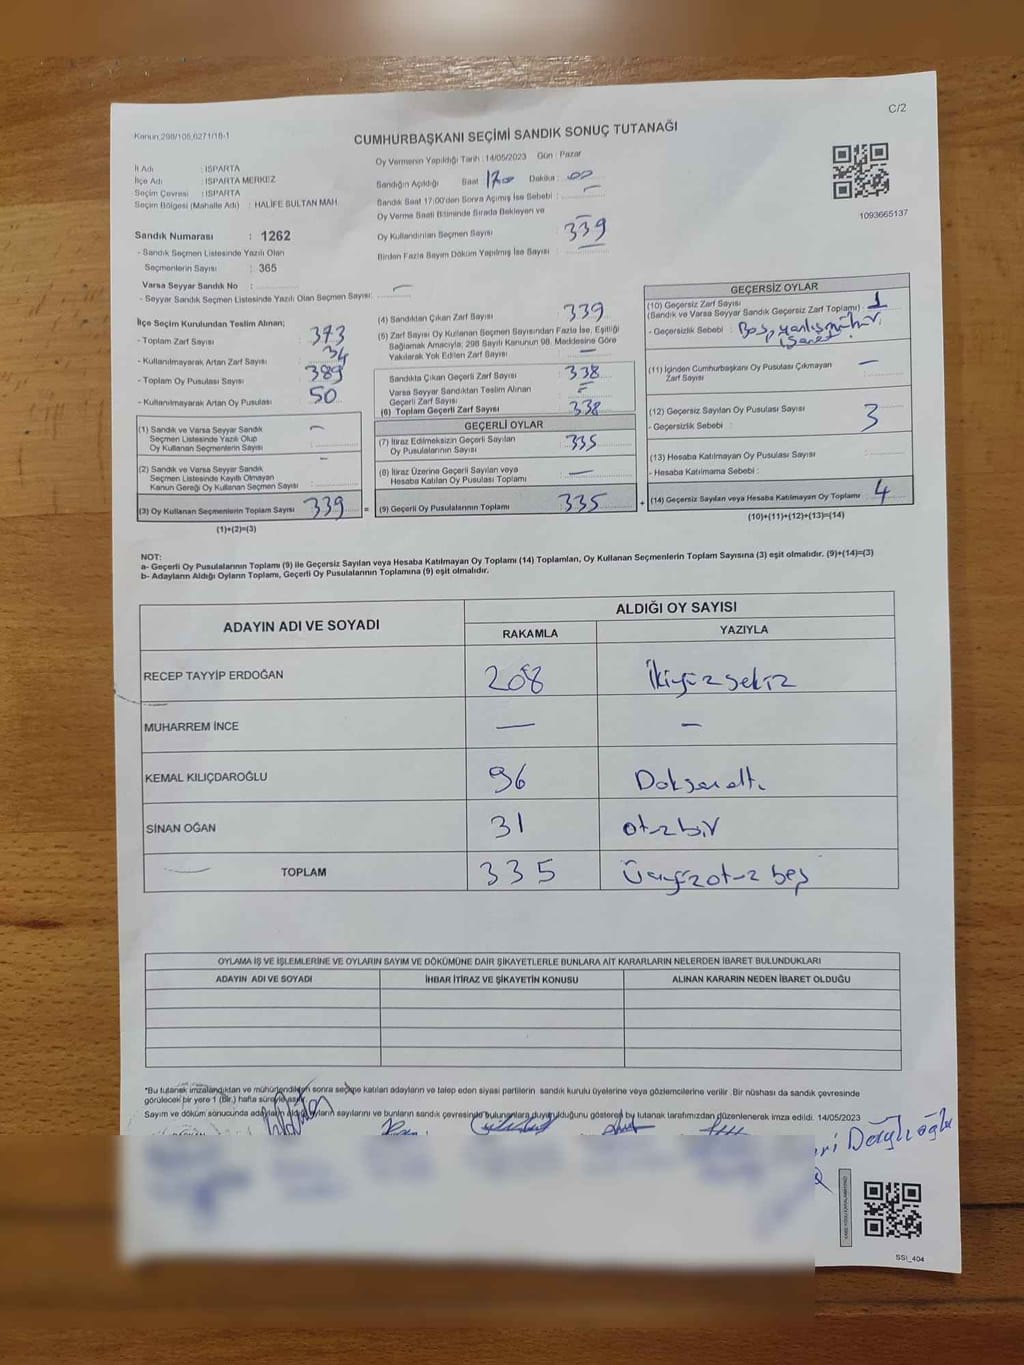 C/2
Kanun 298/105,6271/18-1
CUMHURBAŞKANI SEÇİMİ SANDIK SONUÇ TUTANAĞI
İl Adı : ISPARTA
İlçe Adı : ISPARTA MERKEZ
Seçim Çevresi : ISPARTA
Seçim Bölgesi (Mahalle Adı) : HALİFE SULTAN MAH.
Oy Vermenin Yapıldığı Tarih : 14/05/2023 Gün : Pazar
Sandığın Açıldığı Saat 17.00 Dakika : 00
Sandık Saat 17:00'den Sonra Açılmış İse Sebebi : —
Oy Verme Saati Bitiminde Sırada Bekleyen ve
Oy Kullandırılan Seçmen Sayısı : 339
Birden Fazla Sayım Döküm Yapılmış İse Sayısı : —
1093665137
Sandık Numarası : 1262
- Sandık Seçmen Listesinde Yazılı Olan
Seçmenlerin Sayısı : 365
Varsa Seyyar Sandık No :
- Seyyar Sandık Seçmen Listesinde Yazılı Olan Seçmen Sayısı: —
İlçe Seçim Kurulundan Teslim Alınan;
- Toplam Zarf Sayısı : 373
- Kullanılmayarak Artan Zarf Sayısı : 34
- Toplam Oy Pusulası Sayısı : 389
- Kullanılmayarak Artan Oy Pusulası : 50
(1) Sandık ve Varsa Seyyar Sandık
Seçmen Listesinde Yazılı Olup
Oy Kullanan Seçmenlerin Sayısı : —
(2) Sandık ve Varsa Seyyar Sandık
Seçmen Listesinde Kayıtlı Olmayan
Kanun Gereği Oy Kullanan Seçmen Sayısı : —
(3) Oy Kullanan Seçmenlerin Toplam Sayısı : 339 =
(1)+(2)=(3)
(4) Sandıktan Çıkan Zarf Sayısı : 339
(5) Zarf Sayısı Oy Kullanan Seçmen Sayısından Fazla İse, Eşitliği
Sağlamak Amacıyla; 298 Sayılı Kanunun 98. Maddesine Göre
Yakılarak Yok Edilen Zarf Sayısı : —
Sandıkta Çıkan Geçerli Zarf Sayısı : 338
Varsa Seyyar Sandıktan Teslim Alınan
Geçerli Zarf Sayısı : =
(6) Toplam Geçerli Zarf Sayısı : 338
GEÇERLİ OYLAR
(7) İtiraz Edilmeksizin Geçerli Sayılan
Oy Pusulalarının Sayısı : 335
(8) İtiraz Üzerine Geçerli Sayılan veya
Hesaba Katılan Oy Pusulası Toplamı : —
(9) Geçerli Oy Pusulalarının Toplamı : 335 +
GEÇERSİZ OYLAR
(10) Geçersiz Zarf Sayısı
(Sandık ve Varsa Seyyar Sandık Geçersiz Zarf Toplamı) : 1
- Geçersizlik Sebebi : Boş, yanlış mühür,
işaret
(11) İçinden Cumhurbaşkanı Oy Pusulası Çıkmayan
Zarf Sayısı : —
(12) Geçersiz Sayılan Oy Pusulası Sayısı : 3
- Geçersizlik Sebebi :
(13) Hesaba Katılmayan Oy Pusulası Sayısı :
- Hesaba Katılmama Sebebi :
(14) Geçersiz Sayılan veya Hesaba Katılmayan Oy Toplamı : 4
(10)+(11)+(12)+(13)=(14)
NOT:
a- Geçerli Oy Pusulalarının Toplamı (9) ile Geçersiz Sayılan veya Hesaba Katılmayan Oy Toplamı (14) Toplamları, Oy Kullanan Seçmenlerin Toplam Sayısına (3) eşit olmalıdır. (9)+(14)=(3)
b- Adayların Aldığı Oyların Toplamı, Geçerli Oy Pusulalarının Toplamına (9) eşit olmalıdır.
ADAYIN ADI VE SOYADI
ALDIĞI OY SAYISI
RAKAMLA YAZIYLA
RECEP TAYYİP ERDOĞAN 208 İkiyüzsekiz
MUHARREM İNCE — —
KEMAL KILIÇDAROĞLU 96 Doksanaltı
SİNAN OĞAN 31 otuzbir
TOPLAM 335 Üçyüzotuz beş
OYLAMA İŞ VE İŞLEMLERİNE VE OYLARIN SAYIM VE DÖKÜMÜNE DAİR ŞİKAYETLERLE BUNLARA AİT KARARLARIN NELERDEN İBARET BULUNDUKLARI
ADAYIN ADI VE SOYADI İHBAR İTİRAZ VE ŞİKAYETİN KONUSU ALINAN KARARIN NEDEN İBARET OLDUĞU
*Bu tutanak imzalandıktan ve mühürlendikten sonra seçime katılan adayların ve talep eden siyasi partilerin sandık kurulu üyelerine veya gözlemcilerine verilir. Bir nüshası da sandık çevresinde
görülecek bir yere 1 (bir.) hafta süreyle asılır.
Sayım ve döküm sonucunda adayların aldığı oyların sayılarını ve bunların sandık çevresinde bulunanlara duyurulduğunu gösteren bu tutanak tarafımızdan düzenlenerek imza edildi. 14/05/2023
SSI_404